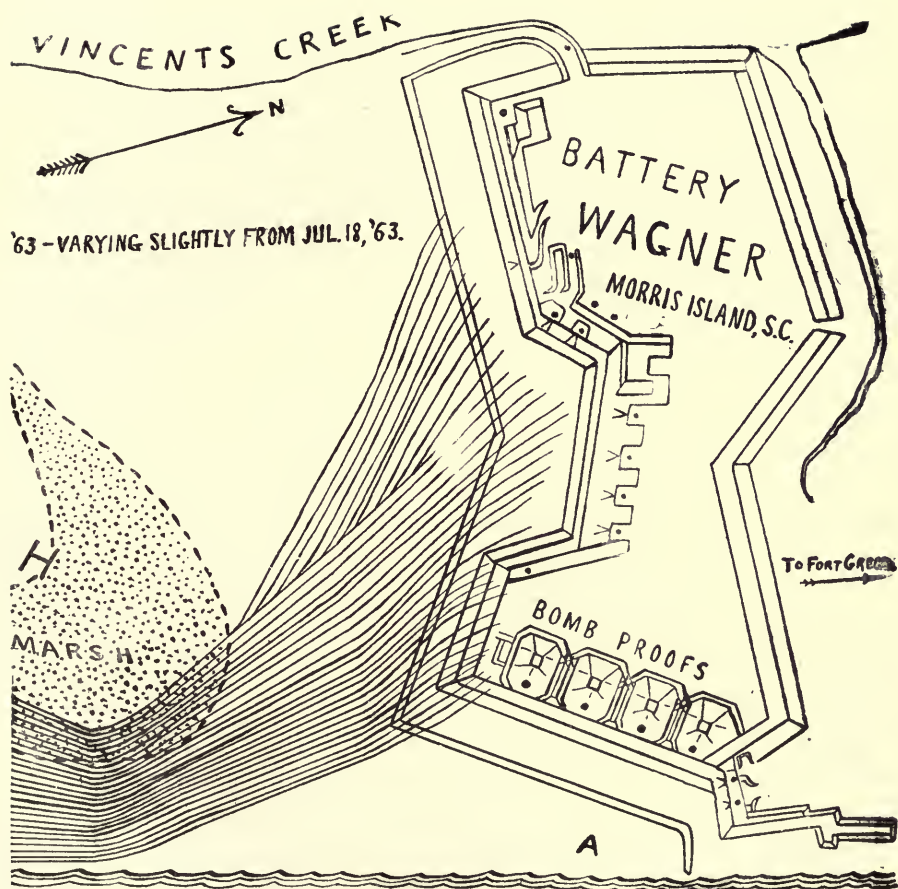 VINCENTS CREEK
N
'63 – VARYING SLIGHTLY FROM JUL. 18, '63.
BATTERY
WAGNER
MORRIS ISLAND, S.C.
H
TO FORT
MARSH
BOMB PROOFS
A